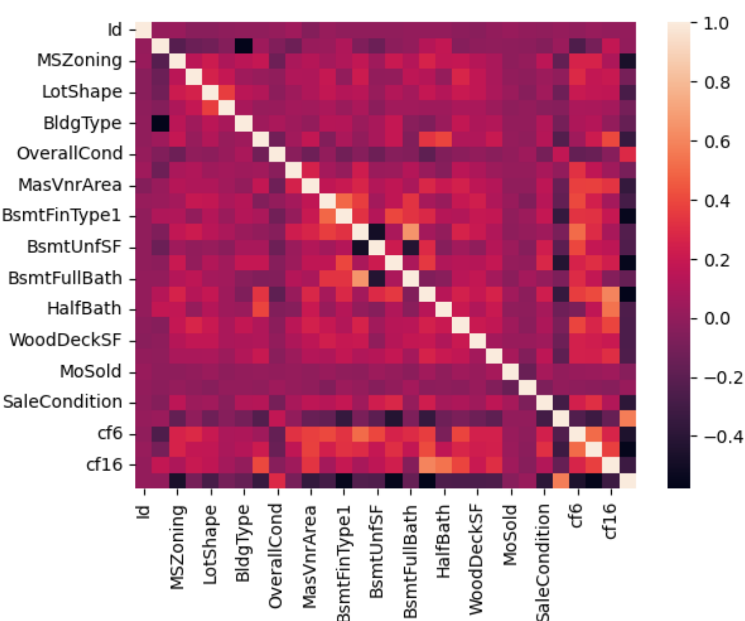 Id
MSZoning
LotShape
BldgType
OverallCond
MasVnrArea
BsmtFinType1
BsmtUnfSF
BsmtFullBath
HalfBath
WoodDeckSF
MoSold
SaleCondition
cf6
cf16
Id
MSZoning
LotShape
BldgType
OverallCond
MasVnrArea
BsmtFinType1
BsmtUnfSF
BsmtFullBath
HalfBath
WoodDeckSF
MoSold
SaleCondition
cf6
cf16
1.0
0.8
0.6
0.4
0.2
0.0
−0.2
−0.4